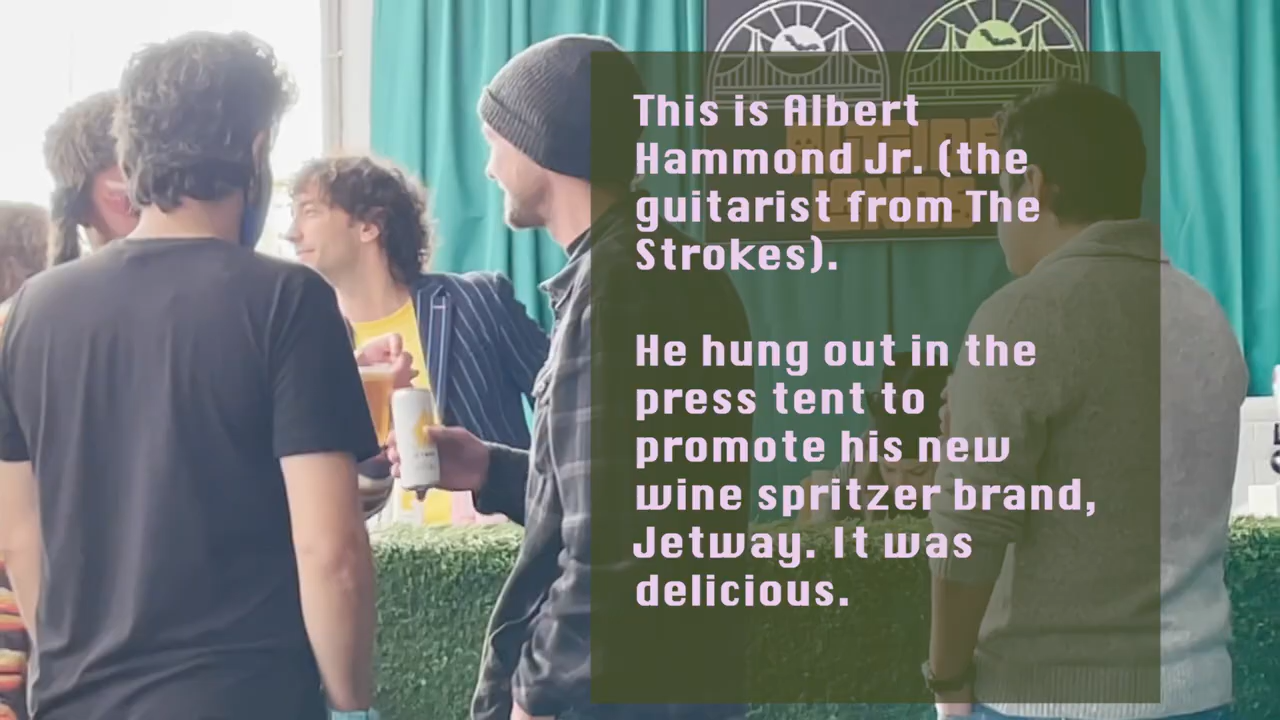 This is Albert
Hammond Jr. (the
guitarist from The
Strokes).
He hung out in the
press tent to
promote his new
wine spritzer brand,
Jetway. It was
delicious.